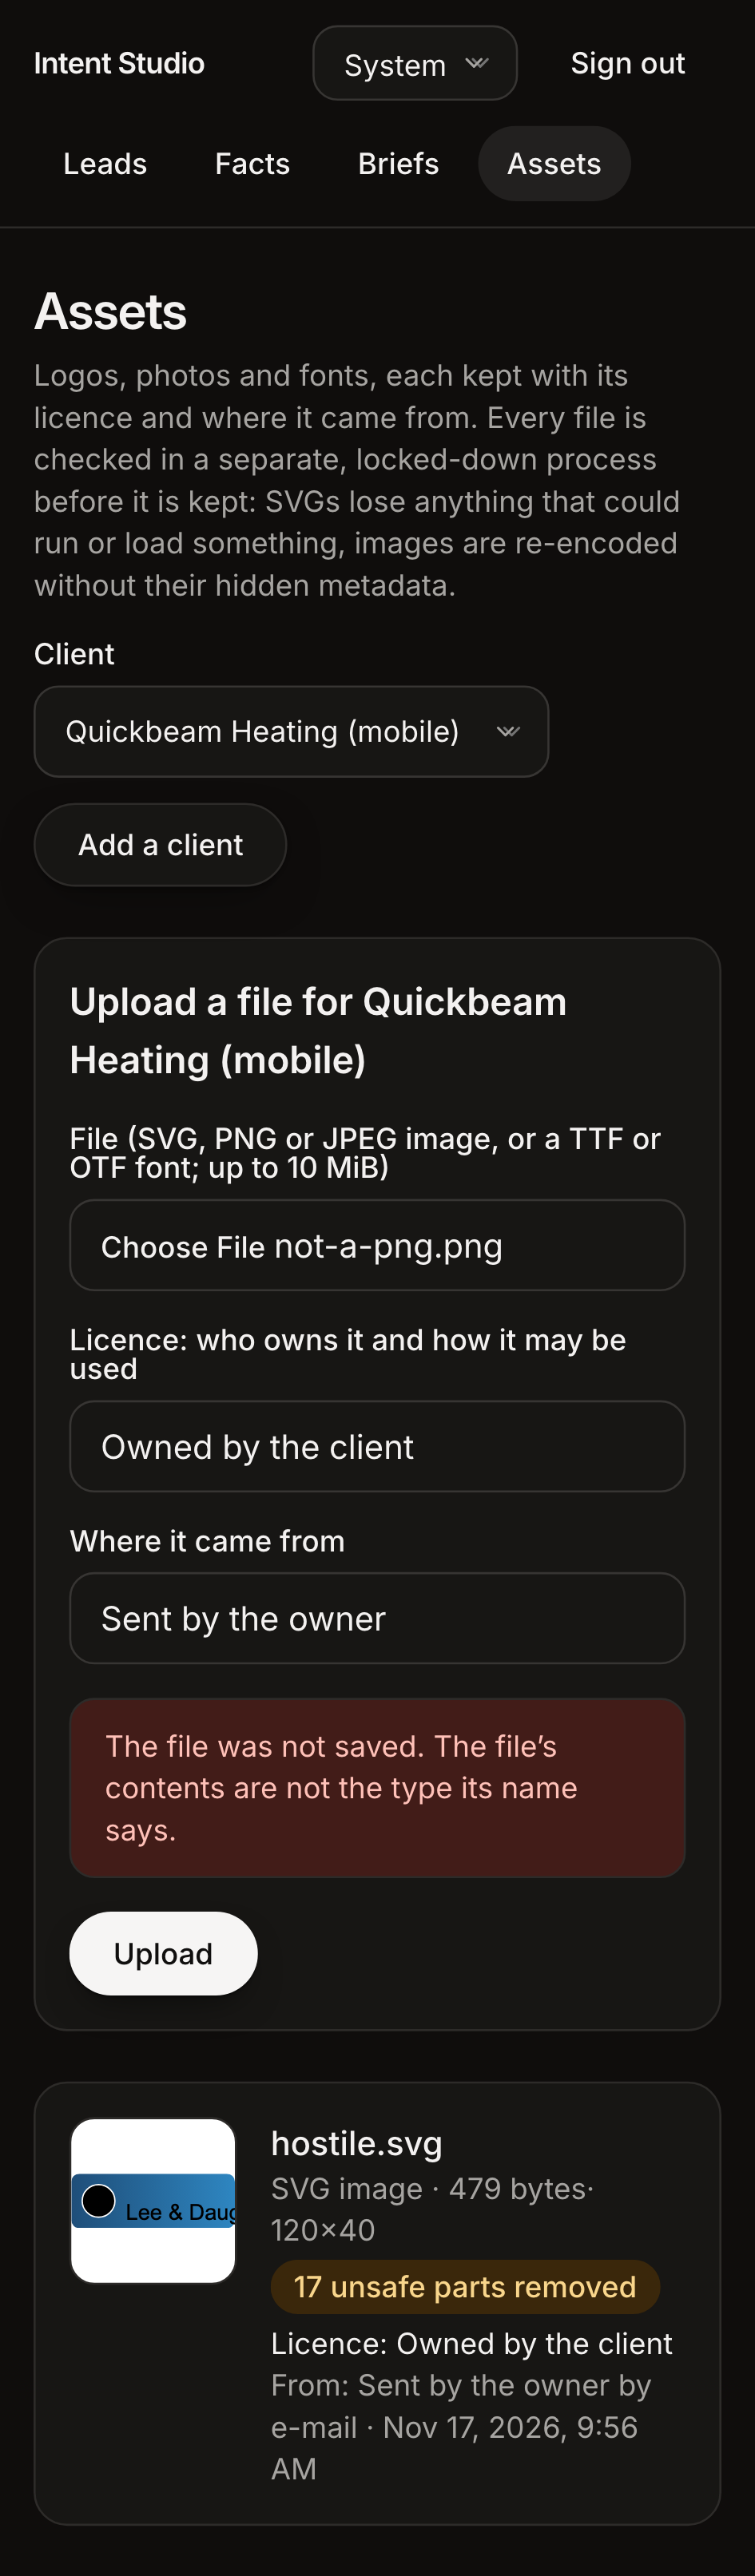 Intent Studio
System
Sign out
Leads
Facts
Briefs
Assets
Assets
Logos, photos and fonts, each kept with its
licence and where it came from. Every file is
checked in a separate, locked-down process
before it is kept: SVGs lose anything that could
run or load something, images are re-encoded
without their hidden metadata.
Client
Quickbeam Heating (mobile)
Add a client
Upload a file for Quickbeam
Heating (mobile)
File (SVG, PNG or JPEG image, or a TTF or
OTF font; up to 10 MiB)
Choose File not-a-png.png
Licence: who owns it and how it may be
used
Owned by the client
Where it came from
Sent by the owner
The file was not saved. The file’s
contents are not the type its name
says.
Upload
Lee & Daug
hostile.svg
SVG image · 479 bytes·
120×40
17 unsafe parts removed
Licence: Owned by the client
From: Sent by the owner by
e-mail · Nov 17, 2026, 9:56
AM